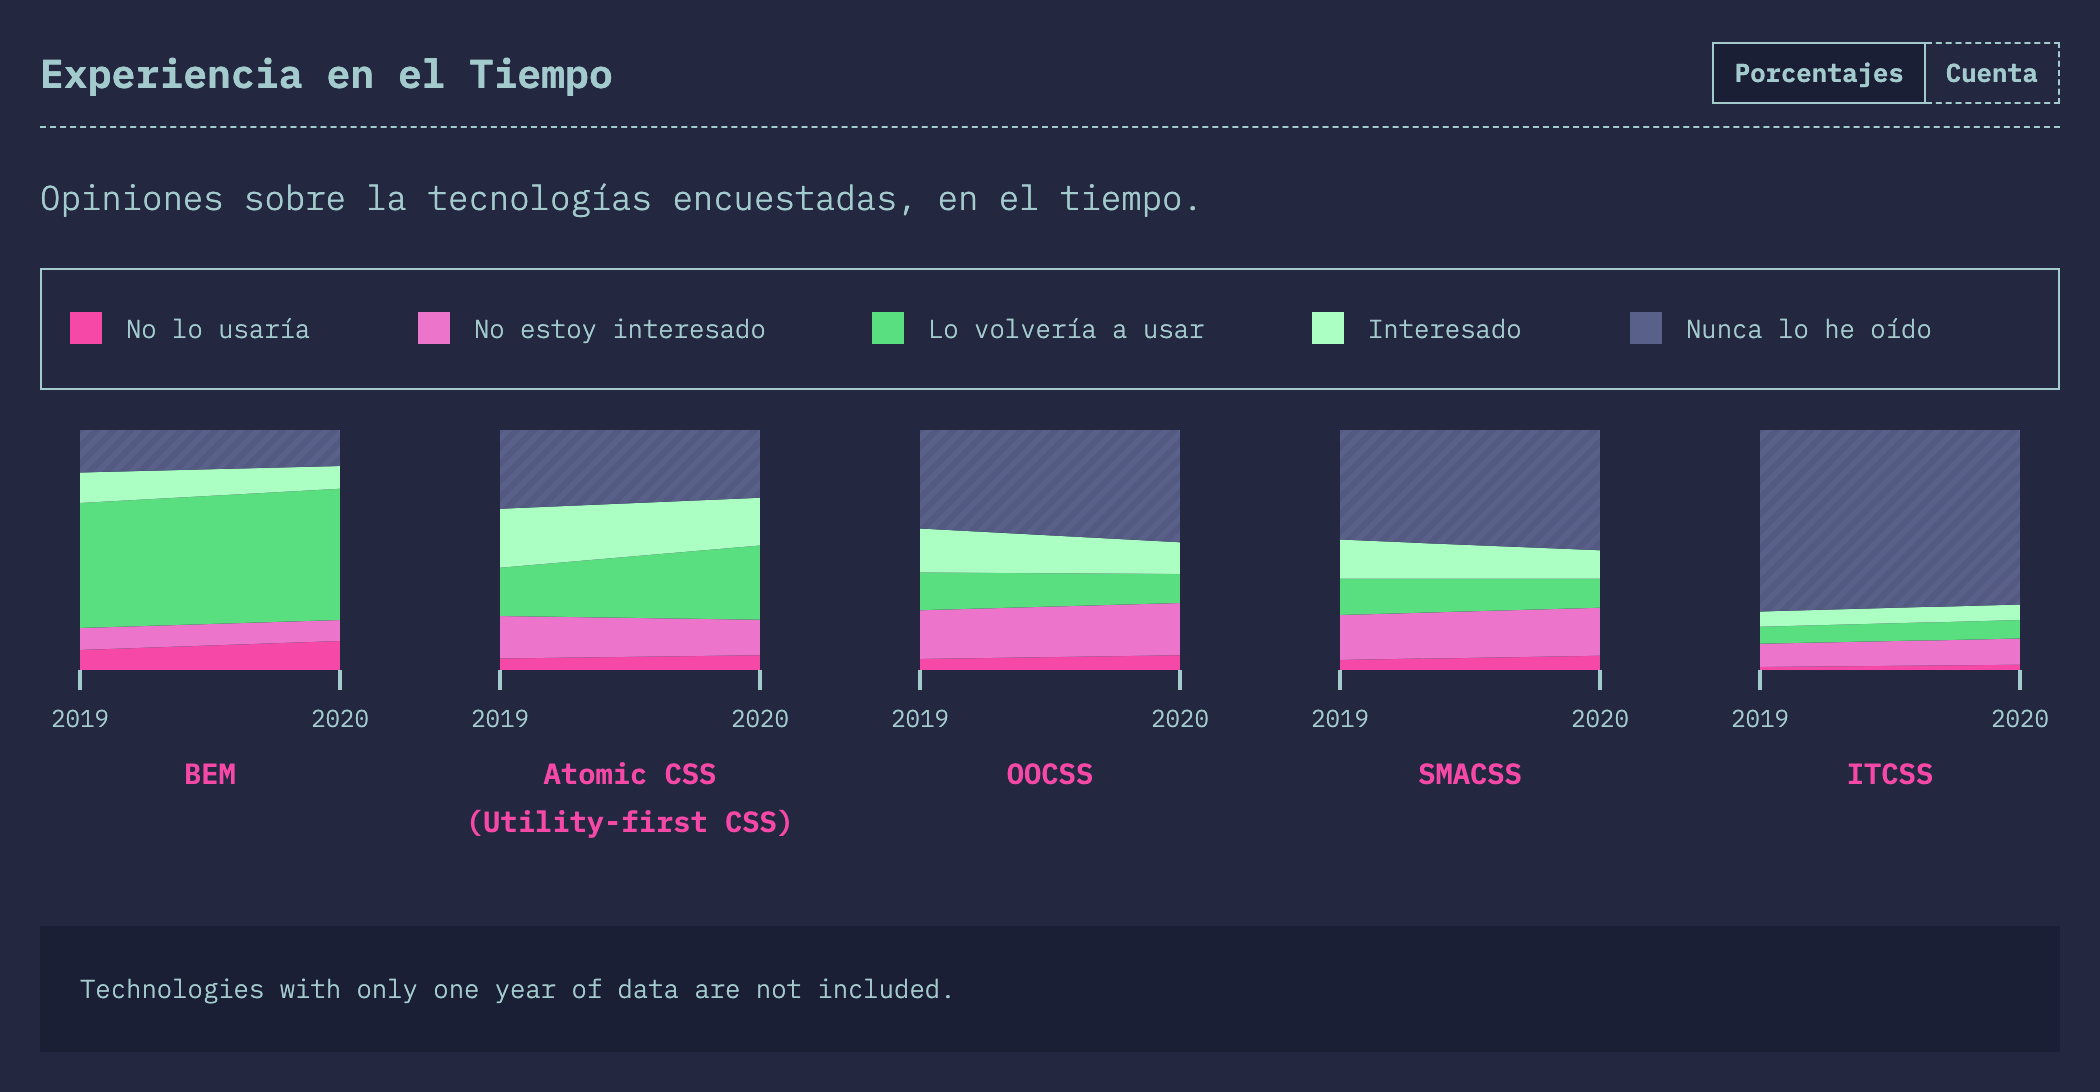 Experiencia en el Tiempo
Porcentajes
Cuenta
Opiniones sobre la tecnologías encuestadas, en el tiempo.
No lo usaría
No estoy interesado
Lo volvería a usar
Interesado
Nunca lo he oído
2019 2020
2019 2020
2019 2020
2019 2020
2019 2020
BEM
Atomic CSS
(Utility-first CSS)
OOCSS
SMACSS
ITCSS
Technologies with only one year of data are not included.